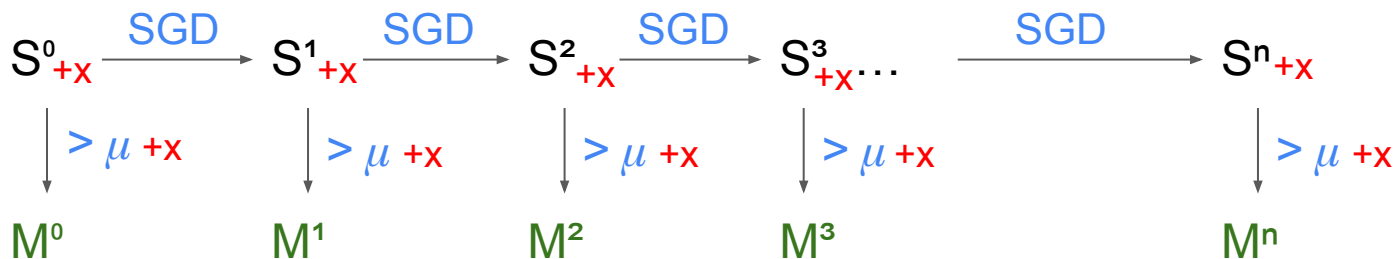 SGD SGD SGD SGD
S⁰+x S¹+x S²+x S³+x... Sⁿ+x
> μ +x > μ +x > μ +x > μ +x > μ +x
M⁰ M¹ M² M³ Mⁿ